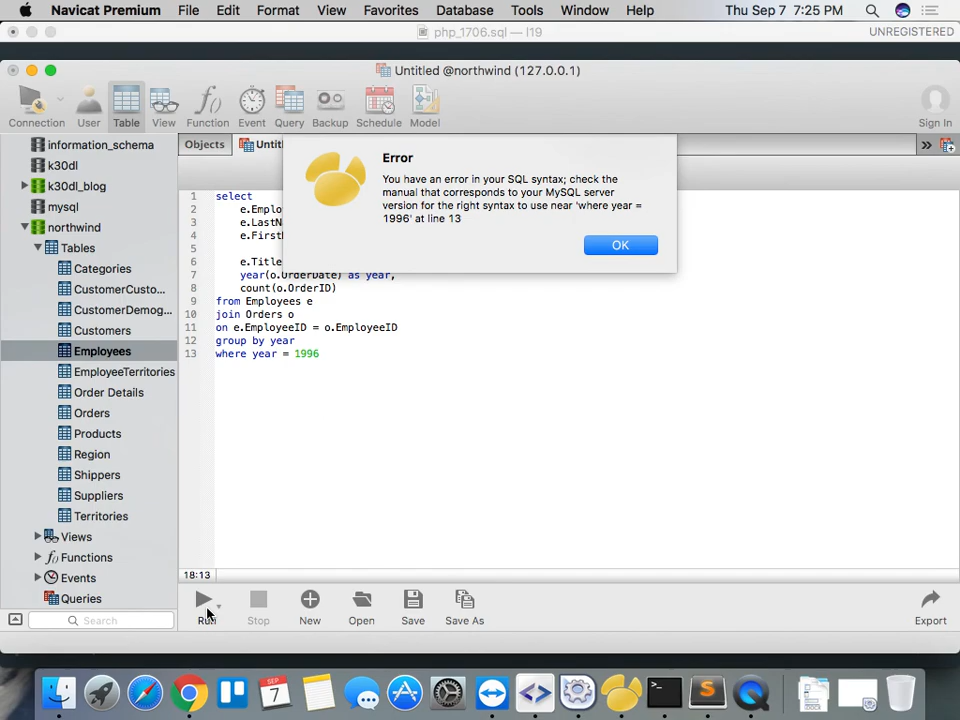 Navicat Premium File Edit Format View Favorites Database Tools Window Help Thu Sep 7 7:25 PM
php_1706.sql — l19 UNREGISTERED
Untitled @northwind (127.0.0.1)
Connection User Table View Function Event Query Backup Schedule Model Sign In
Objects Untit
information_schema
k30dl
k30dl_blog
mysql
northwind
Tables
Categories
CustomerCusto...
CustomerDemog...
Customers
Employees
EmployeeTerritories
Order Details
Orders
Products
Region
Shippers
Suppliers
Territories
Views
Functions
Events
Queries
Search
Error
You have an error in your SQL syntax; check the
manual that corresponds to your MySQL server
version for the right syntax to use near 'where year =
1996' at line 13
OK
1 select
2 e.Emplo
3 e.LastN
4 e.First
5
6 e.Title
7 year(o.OrderDate) as year,
8 count(o.OrderID)
9 from Employees e
10 join Orders o
11 on e.EmployeeID = o.EmployeeID
12 group by year
13 where year = 1996
18:13
Run Stop New Open Save Save As Export
SEP
7